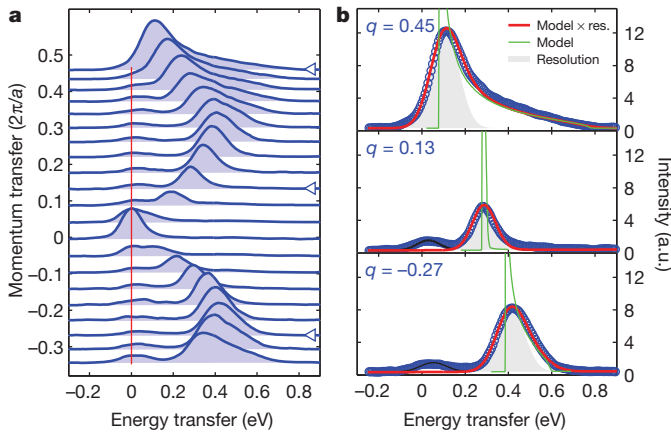 a
Momentum transfer (2π/a)
0.5
0.4
0.3
0.2
0.1
0
−0.1
−0.2
−0.3
−0.2 0 0.2 0.4 0.6 0.8
Energy transfer (eV)
b
q = 0.45
Model × res.
Model
Resolution
12
8
4
0
q = 0.13
12
8
4
0
q = −0.27
12
8
4
0
Intensity (a.u.)
−0.2 0 0.2 0.4 0.6 0.8
Energy transfer (eV)